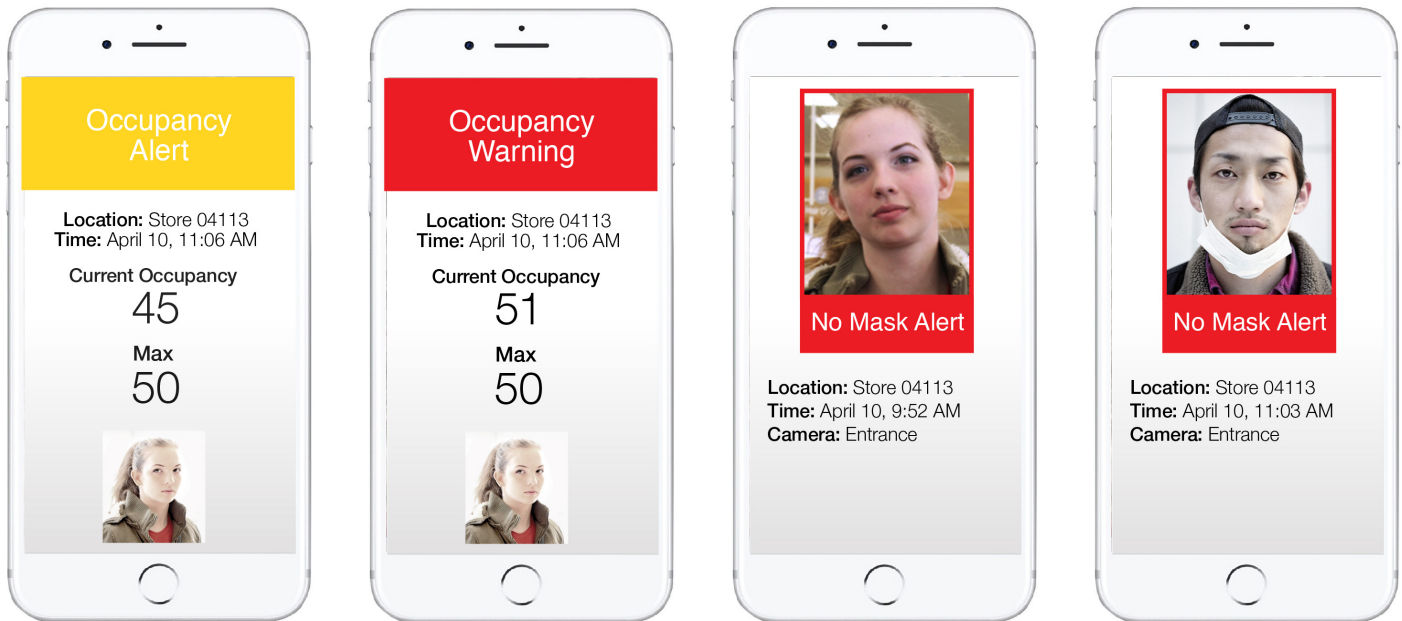 Occupancy
Alert
Location: Store 04113
Time: April 10, 11:06 AM
Current Occupancy
45
Max
50
Occupancy
Warning
Location: Store 04113
Time: April 10, 11:06 AM
Current Occupancy
51
Max
50
No Mask Alert
Location: Store 04113
Time: April 10, 9:52 AM
Camera: Entrance
No Mask Alert
Location: Store 04113
Time: April 10, 11:03 AM
Camera: Entrance